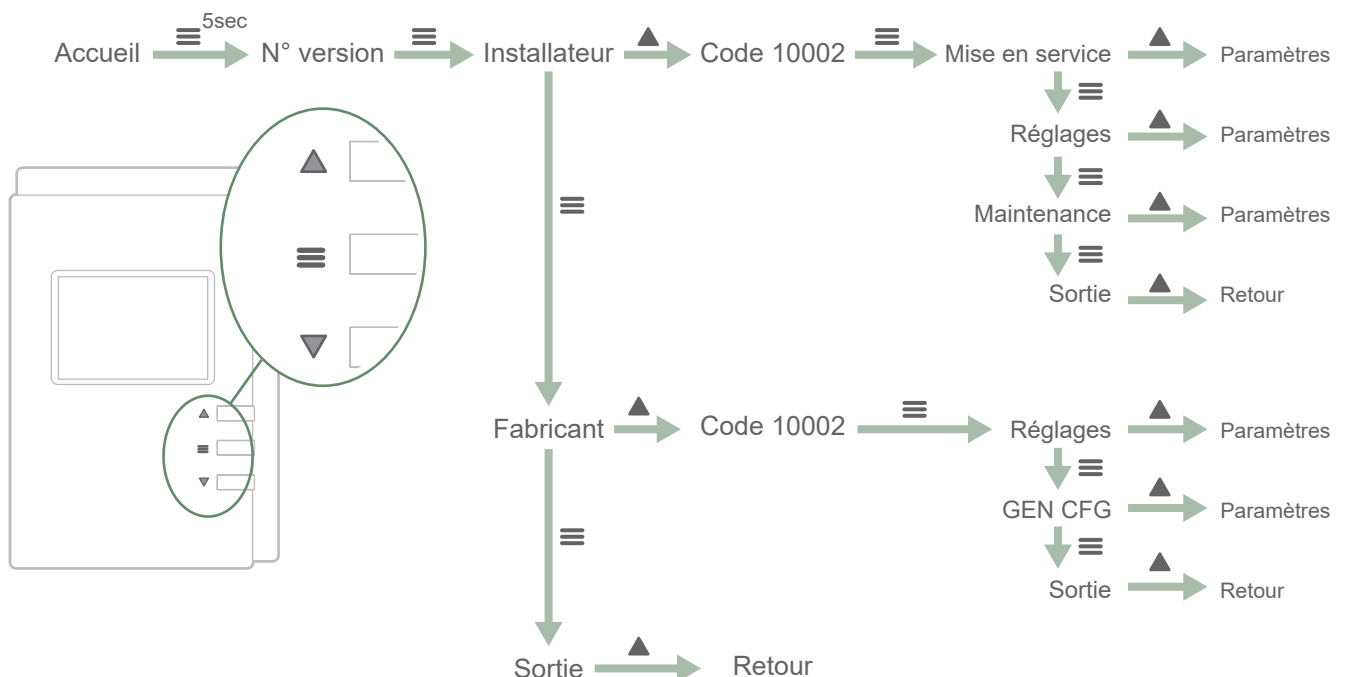 5sec
Accueil N° version Installateur Code 10002 Mise en service Paramètres
Réglages Paramètres
Maintenance Paramètres
Sortie Retour
Fabricant Code 10002 Réglages Paramètres
GEN CFG Paramètres
Sortie Retour
Sortie Retour